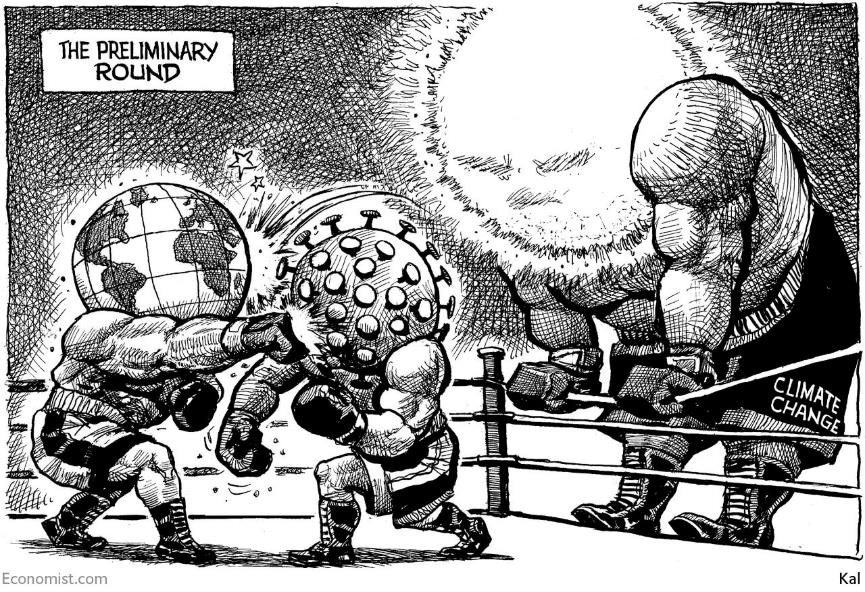 THE PRELIMINARY
ROUND
CLIMATE
CHANGE
Economist.com
Kal